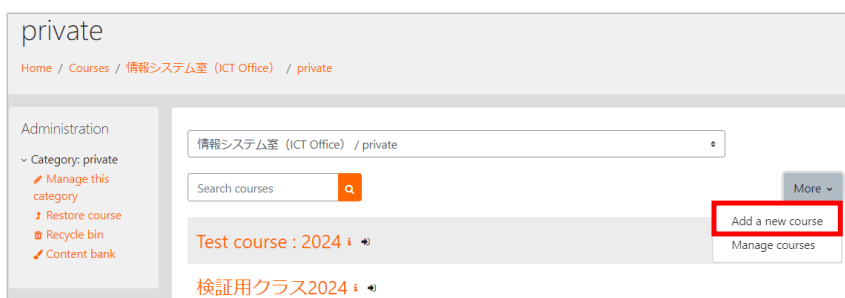 private
Home / Courses / 情報システム室（ICT Office） / private
Administration
Category: private
Manage this
category
Restore course
Recycle bin
Content bank
情報システム室（ICT Office） / private
Search courses
More
Add a new course
Manage courses
Test course : 2024
検証用クラス2024